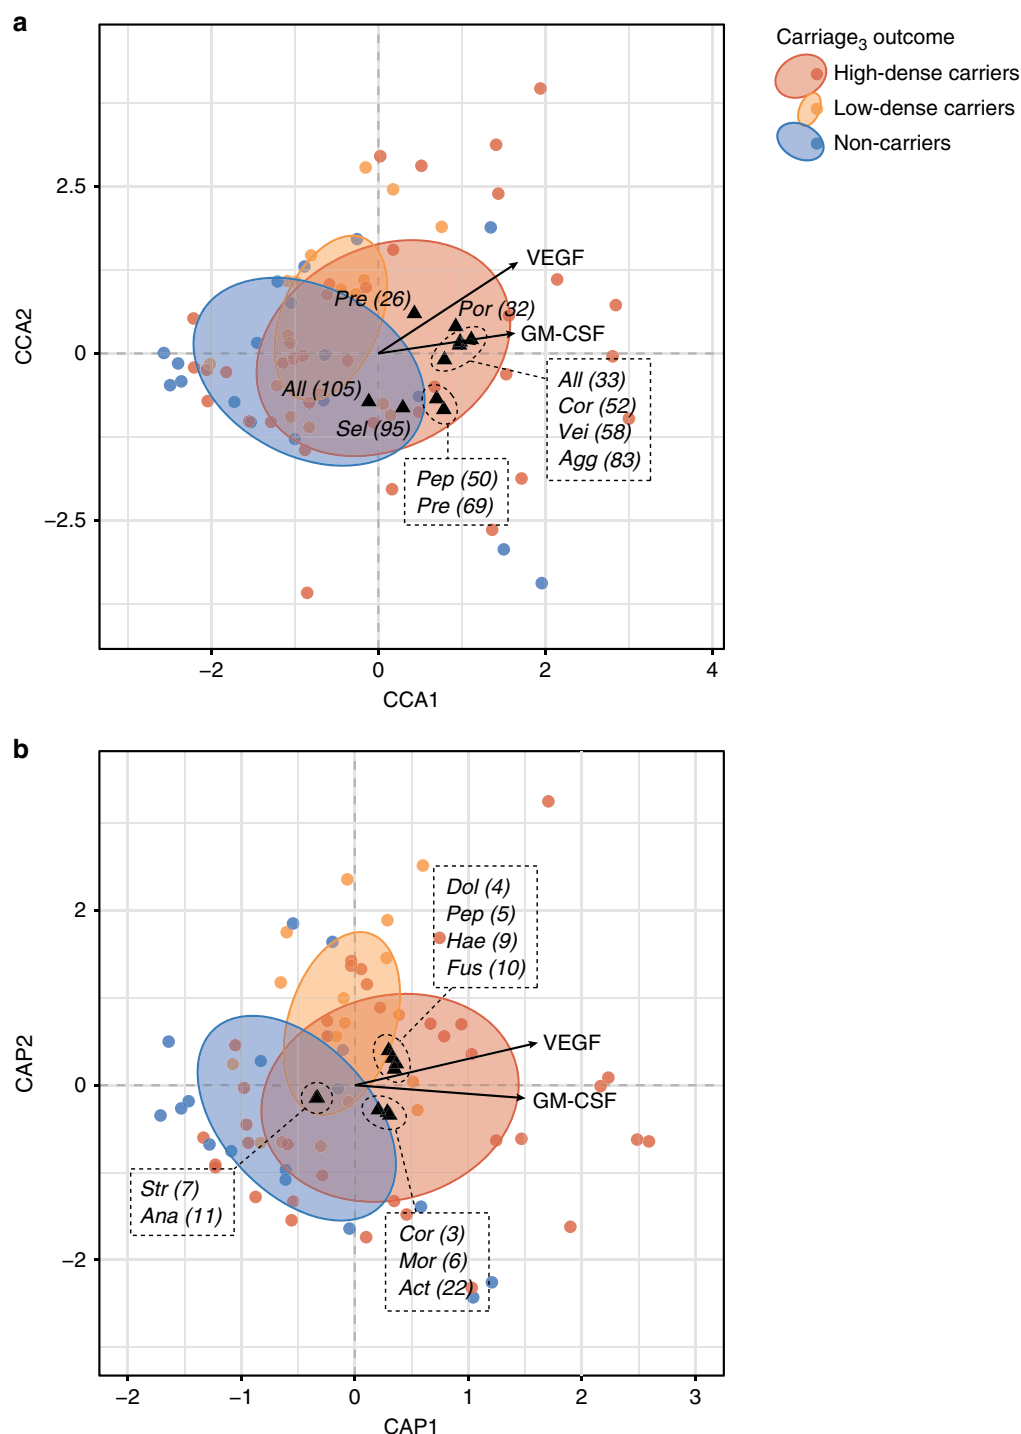 a
Carriage3 outcome
High-dense carriers
Low-dense carriers
Non-carriers
CCA2
2.5
0
−2.5
VEGF
Pre (26)
Por (32)
GM-CSF
All (105)
All (33)
Cor (52)
Vei (58)
Agg (83)
Sel (95)
Pep (50)
Pre (69)
−2
0
2
4
CCA1
b
CAP2
2
0
−2
Dol (4)
Pep (5)
Hae (9)
Fus (10)
VEGF
GM-CSF
Str (7)
Ana (11)
Cor (3)
Mor (6)
Act (22)
−2
−1
0
1
2
3
CAP1